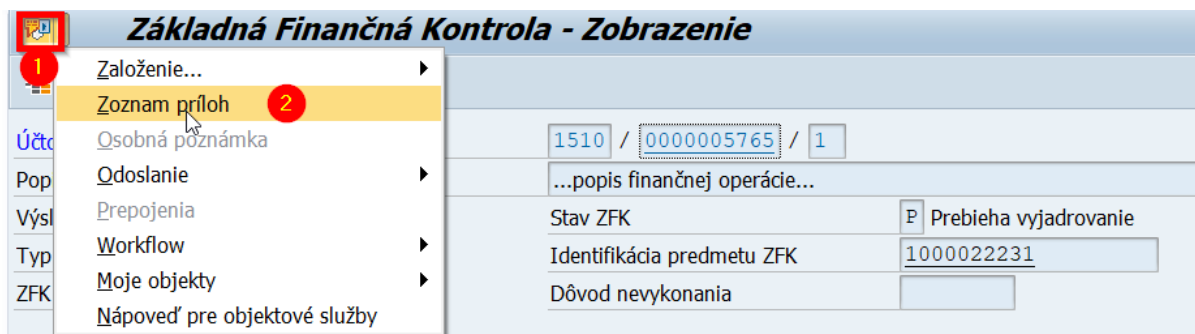 Základná Finančná Kontrola - Zobrazenie
1
Založenie...
Zoznam príloh 2
Osobná poznámka
Odoslanie
Prepojenia
Workflow
Moje objekty
Nápoveď pre objektové služby
Účto
Pop
Výsl
Typ
ZFK
1510 / 0000005765 / 1
...popis finančnej operácie...
Stav ZFK P Prebieha vyjadrovanie
Identifikácia predmetu ZFK 1000022231
Dôvod nevykonania